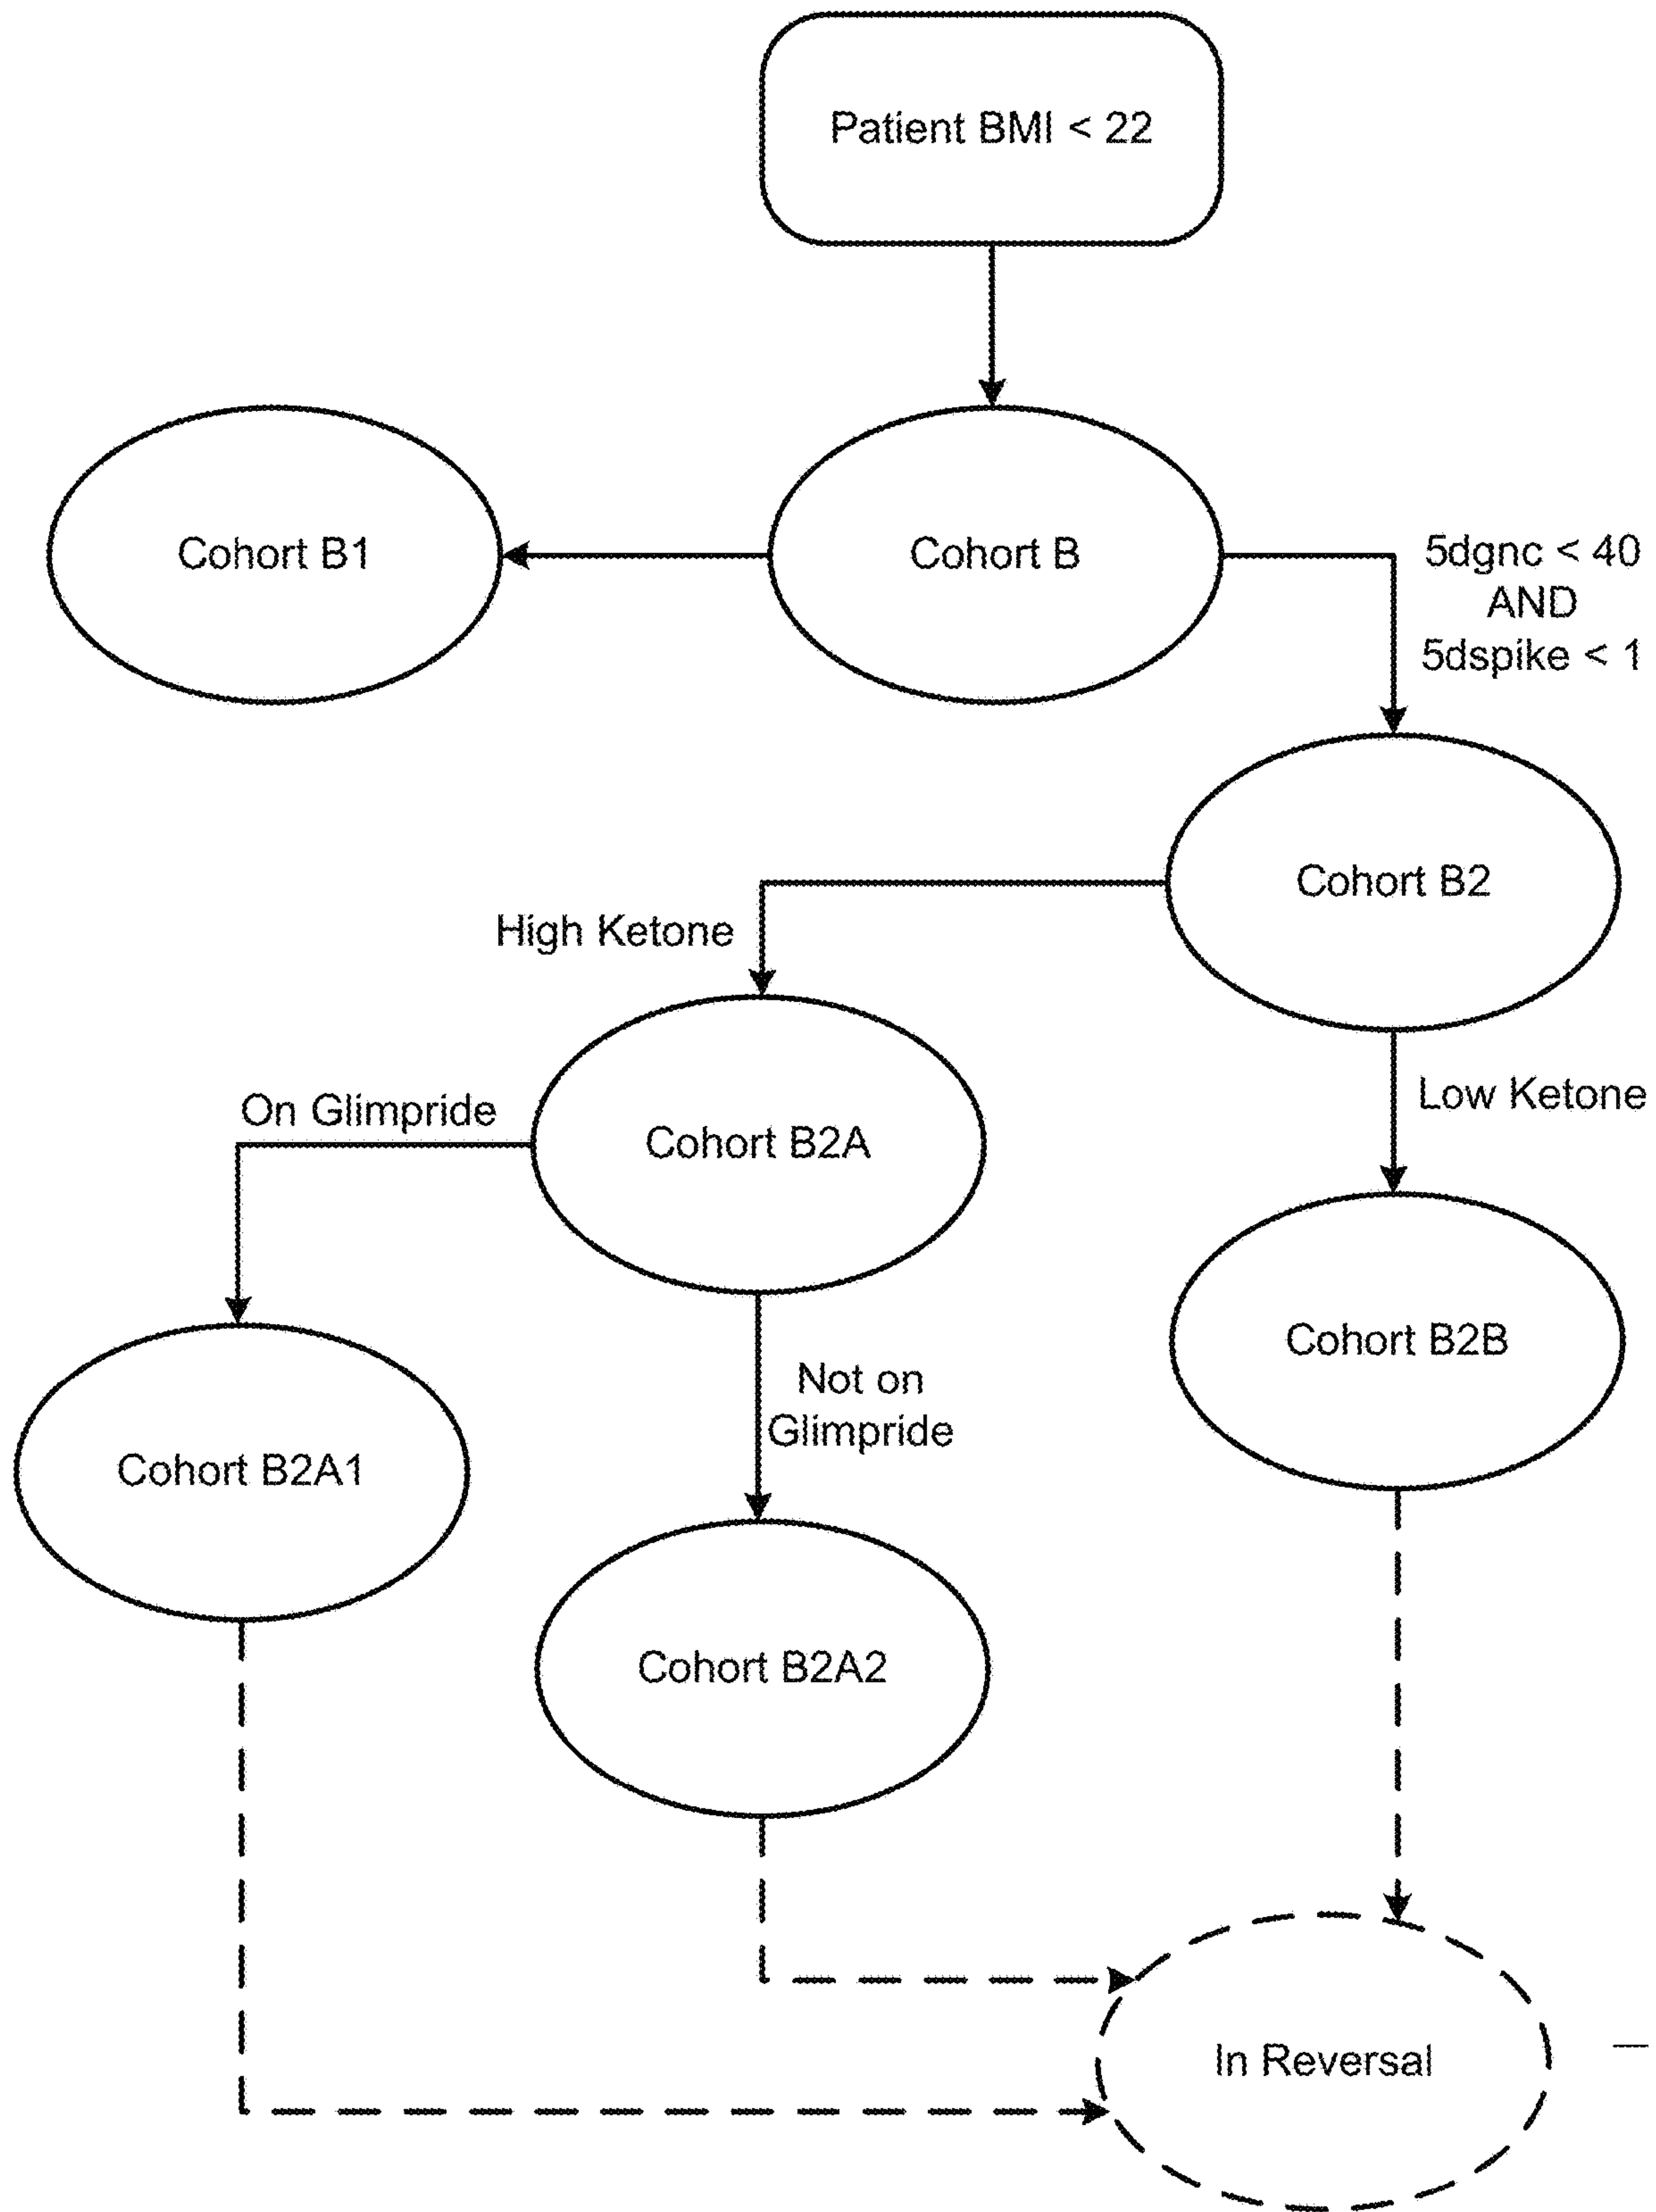 Patient BMI < 22
Cohort B1
Cohort B
5dgnc < 40
AND
5dspike < 1
Cohort B2
High Ketone
Low Ketone
On Glimpride
Cohort B2A
Cohort B2B
Not on
Glimpride
Cohort B2A1
Cohort B2A2
In Reversal